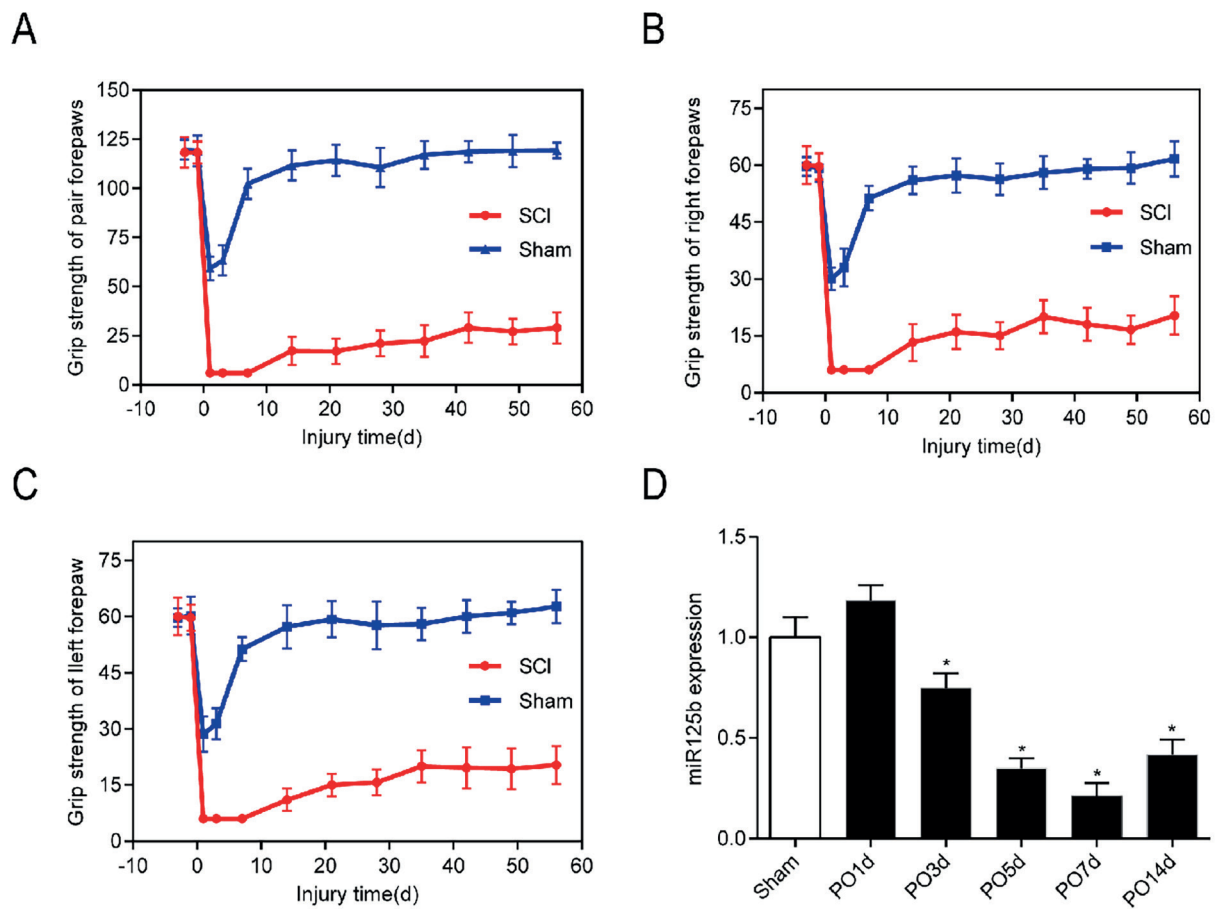 A
Grip strength of pair forepaws
150
125
100
75
50
25
0
-10 0 10 20 30 40 50 60
Injury time(d)
SCI
Sham
B
Grip strength of right forepaws
75
60
45
30
15
0
-10 0 10 20 30 40 50 60
Injury time(d)
SCI
Sham
C
Grip strength of lleft forepaw
75
60
45
30
15
0
-10 0 10 20 30 40 50 60
Injury time(d)
SCI
Sham
D
miR125b expression
1.5
1.0
0.5
0.0
* * * *
Sham PO1d PO3d PO5d PO7d PO14d